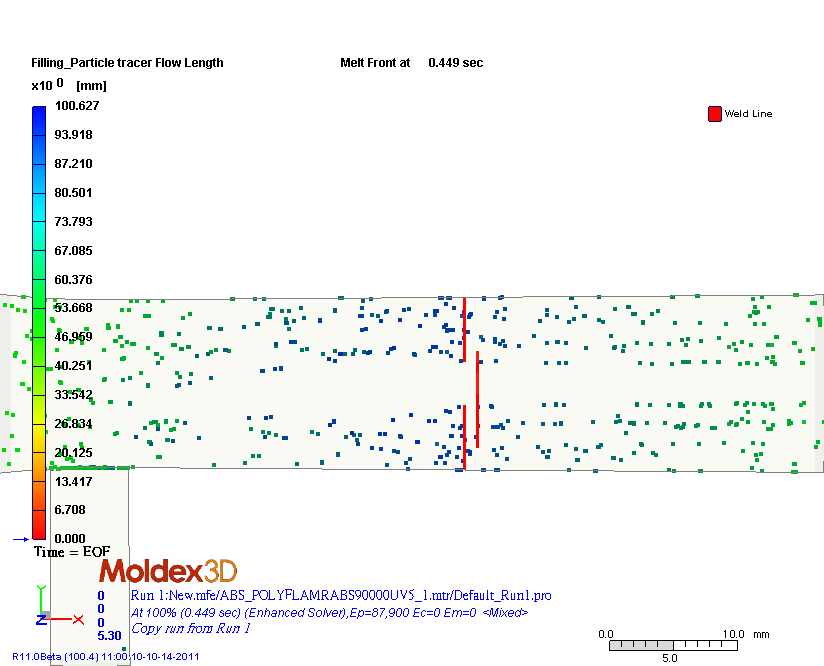 Filling_Particle tracer Flow Length
Melt Front at 0.449 sec
x10 0 [mm]
100.627
93.918
87.210
80.501
73.793
67.085
60.376
53.668
46.959
40.251
33.542
26.834
20.125
13.417
6.708
0.000
Weld Line
Time = EOF
Moldex3D
0
0
0
5.30
Run 1:New.mfe/ABS_POLYFLAMRABS90000UV5_1.mtr/Default_Run1.pro
At 100% (0.449 sec) (Enhanced Solver),Ep=87,900 Ec=0 Em=0 <Mixed>
Copy run from Run 1
Y
Z
X
0.0 10.0 mm
5.0
R11.0Beta (100.4) 11:00:10-10-14-2011